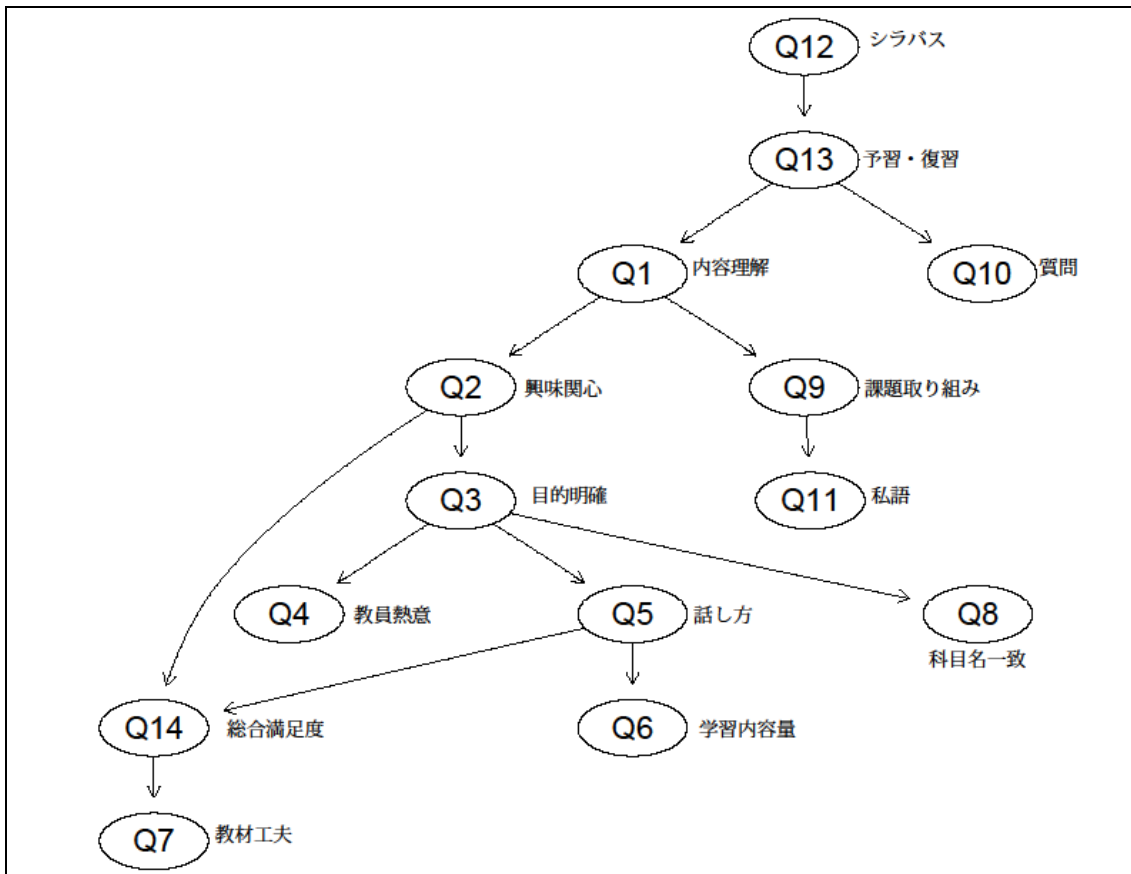 Q12 シラバス
Q13 予習・復習
Q1 内容理解
Q10 質問
Q2 興味関心
Q9 課題取り組み
Q3 目的明確
Q11 私語
Q4 教員熱意
Q5 話し方
Q8
科目名一致
Q14 総合満足度
Q6 学習内容量
Q7 教材工夫